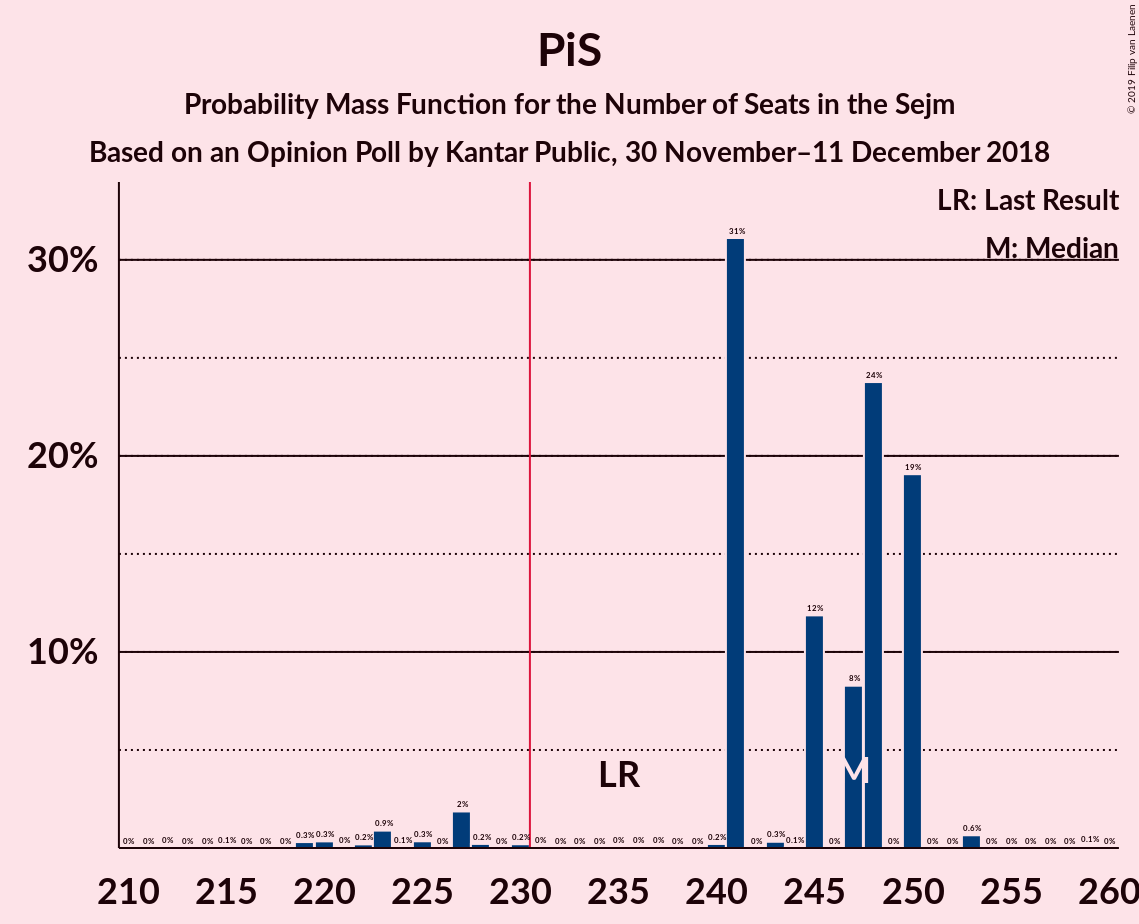 PiS
Probability Mass Function for the Number of Seats in the Sejm
Based on an Opinion Poll by Kantar Public, 30 November–11 December 2018
© 2019 Filip van Laenen
LR: Last Result
M: Median
30%
20%
10%
31%
24%
19%
12%
8%
LR
M
0% 0% 0% 0% 0% 0.1% 0% 0% 0% 0.3% 0.3% 0% 0.2% 0.9% 0.1% 0.3% 0% 2% 0.2% 0% 0.2% 0% 0% 0% 0% 0% 0% 0% 0% 0% 0.2% 0% 0.3% 0.1% 0% 0% 0% 0% 0.6% 0% 0% 0% 0% 0% 0.1% 0%
210 215 220 225 230 235 240 245 250 255 260